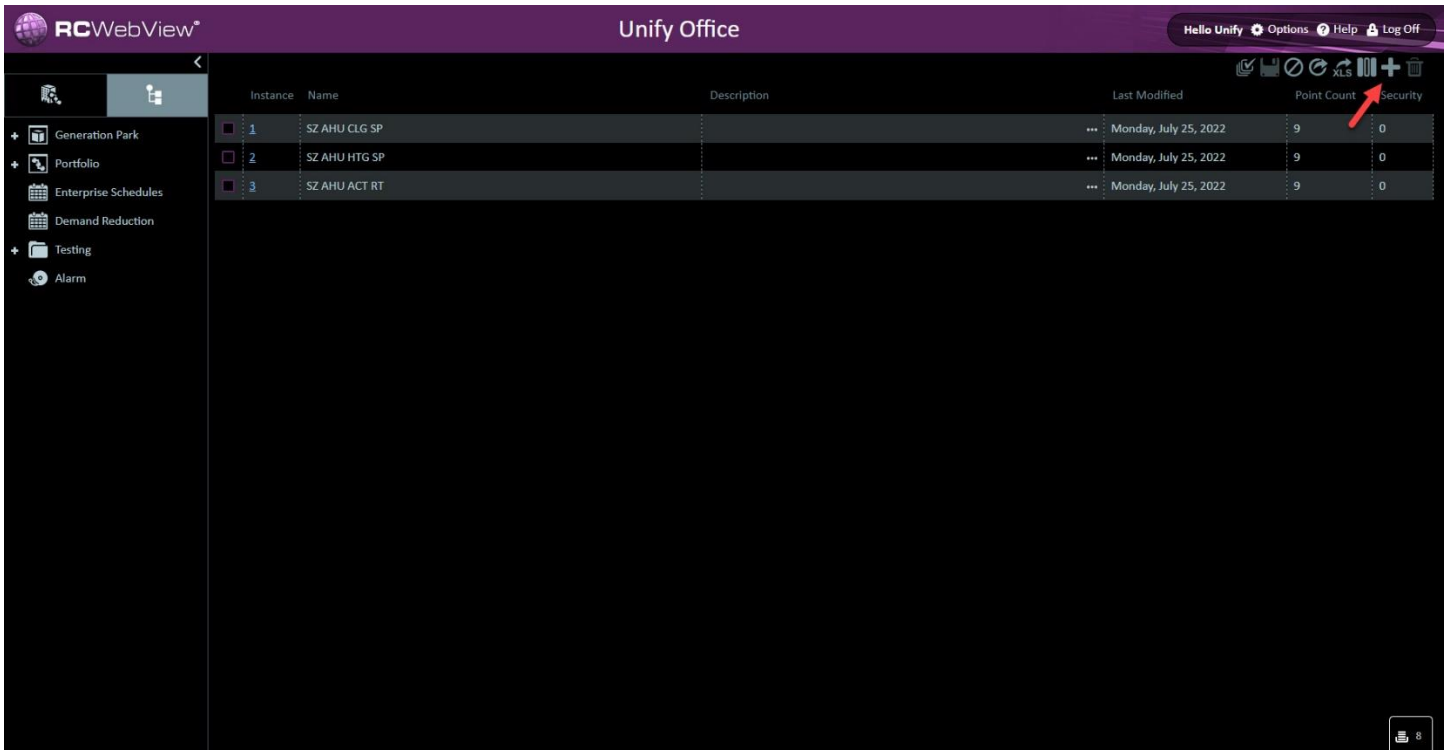 RCWebView®
Unify Office
Hello Unify Options Help Log Off
XLS
Instance Name Description Last Modified Point Count Security
1 SZ AHU CLG SP ... Monday, July 25, 2022 9 0
2 SZ AHU HTG SP ... Monday, July 25, 2022 9 0
3 SZ AHU ACT RT ... Monday, July 25, 2022 9 0
Generation Park
Portfolio
Enterprise Schedules
Demand Reduction
Testing
Alarm
8